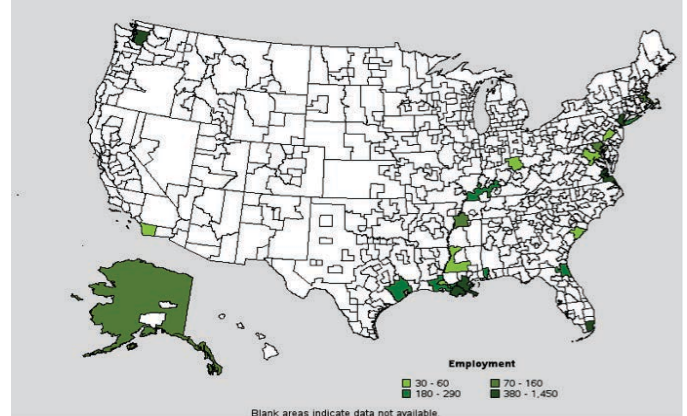 Employment
30 - 60
70 - 160
180 - 290
380 - 1,450
Blank areas indicate data not available.